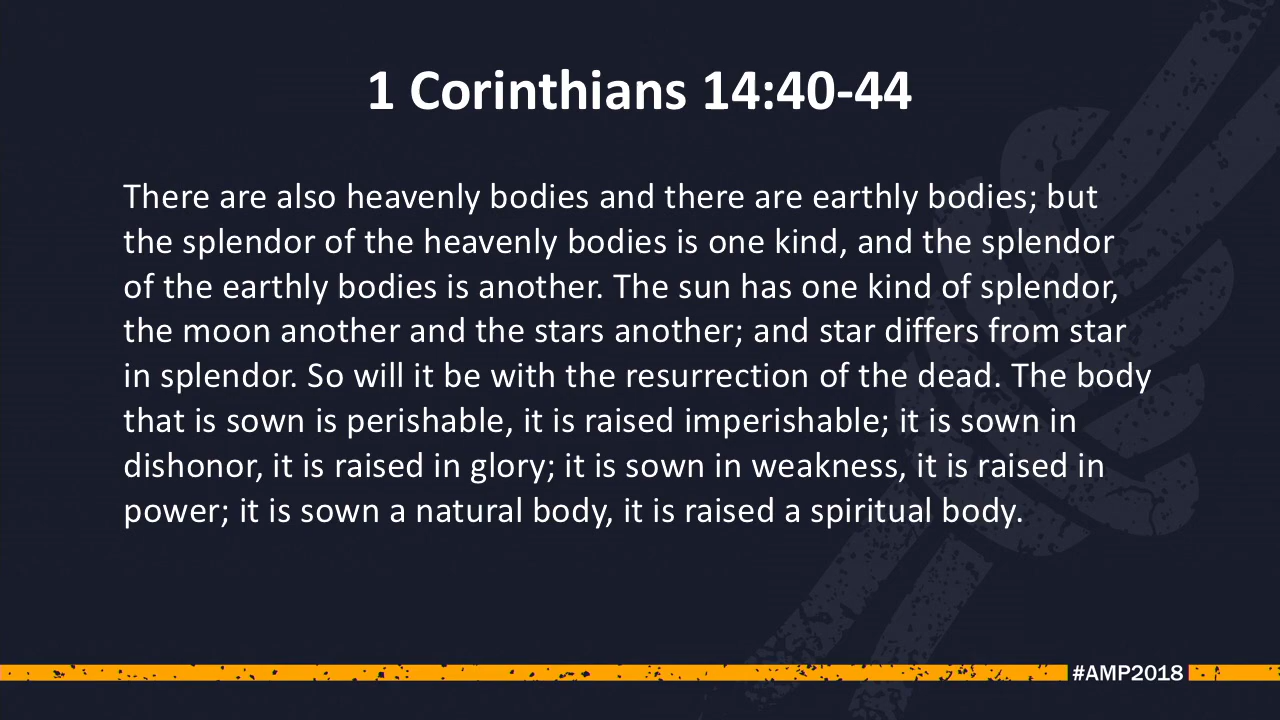 1 Corinthians 14:40-44
There are also heavenly bodies and there are earthly bodies; but
the splendor of the heavenly bodies is one kind, and the splendor
of the earthly bodies is another. The sun has one kind of splendor,
the moon another and the stars another; and star differs from star
in splendor. So will it be with the resurrection of the dead. The body
that is sown is perishable, it is raised imperishable; it is sown in
dishonor, it is raised in glory; it is sown in weakness, it is raised in
power; it is sown a natural body, it is raised a spiritual body.
#AMP2018